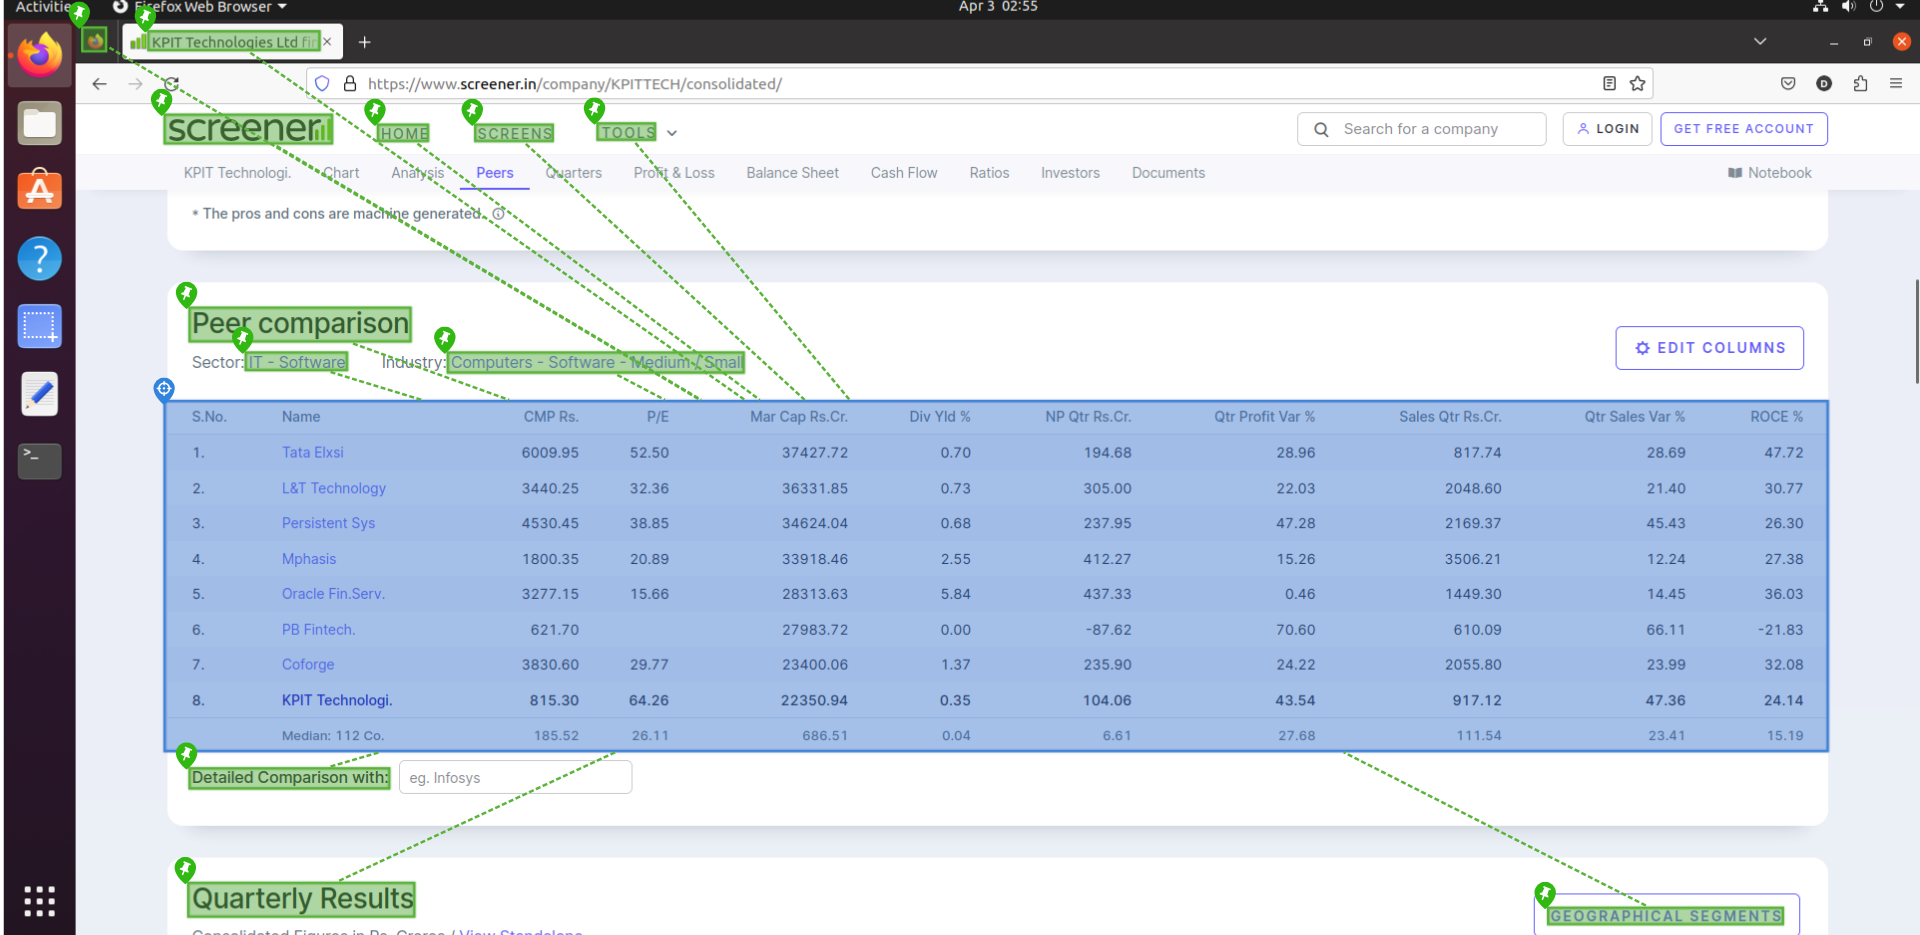 Activities
Firefox Web Browser
Apr 3 02:55
KPIT Technologies Ltd fin
https://www.screener.in/company/KPITTECH/consolidated/
screener
HOME
SCREENS
TOOLS
Search for a company
LOGIN
GET FREE ACCOUNT
KPIT Technologi. Chart Analysis Peers Quarters Profit & Loss Balance Sheet Cash Flow Ratios Investors Documents Notebook
* The pros and cons are machine generated.
Peer comparison
Sector: IT - Software Industry: Computers - Software - Medium / Small
EDIT COLUMNS
S.No. Name CMP Rs. P/E Mar Cap Rs.Cr. Div Yld % NP Qtr Rs.Cr. Qtr Profit Var % Sales Qtr Rs.Cr. Qtr Sales Var % ROCE %
1. Tata Elxsi 6009.95 52.50 37427.72 0.70 194.68 28.96 817.74 28.69 47.72
2. L&T Technology 3440.25 32.36 36331.85 0.73 305.00 22.03 2048.60 21.40 30.77
3. Persistent Sys 4530.45 38.85 34624.04 0.68 237.95 47.28 2169.37 45.43 26.30
4. Mphasis 1800.35 20.89 33918.46 2.55 412.27 15.26 3506.21 12.24 27.38
5. Oracle Fin.Serv. 3277.15 15.66 28313.63 5.84 437.33 0.46 1449.30 14.45 36.03
6. PB Fintech. 621.70 27983.72 0.00 -87.62 70.60 610.09 66.11 -21.83
7. Coforge 3830.60 29.77 23400.06 1.37 235.90 24.22 2055.80 23.99 32.08
8. KPIT Technologi. 815.30 64.26 22350.94 0.35 104.06 43.54 917.12 47.36 24.14
Median: 112 Co. 185.52 26.11 686.51 0.04 6.61 27.68 111.54 23.41 15.19
Detailed Comparison with: eg. Infosys
Quarterly Results
GEOGRAPHICAL SEGMENTS
Consolidated Figures in Rs. Crores / View Standalone